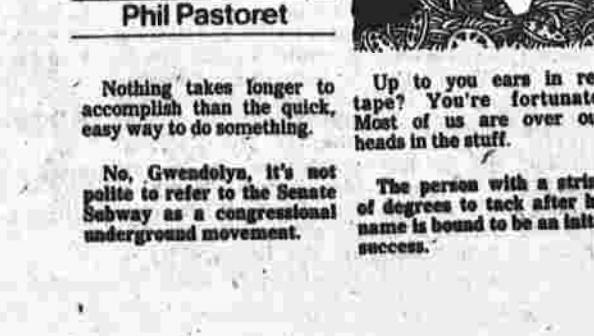 Phil Pastoret
Nothing takes longer to
accomplish than the quick,
easy way to do something.
No, Gwendolyn, it's not
polite to refer to the Senate
Subway as a congressional
underground movement.
Up to you ears in re
tape? You're fortunate
Most of us are over ou
heads in the stuff.
The person with a strin
of degrees to tack after h
name is bound to be an init
success.